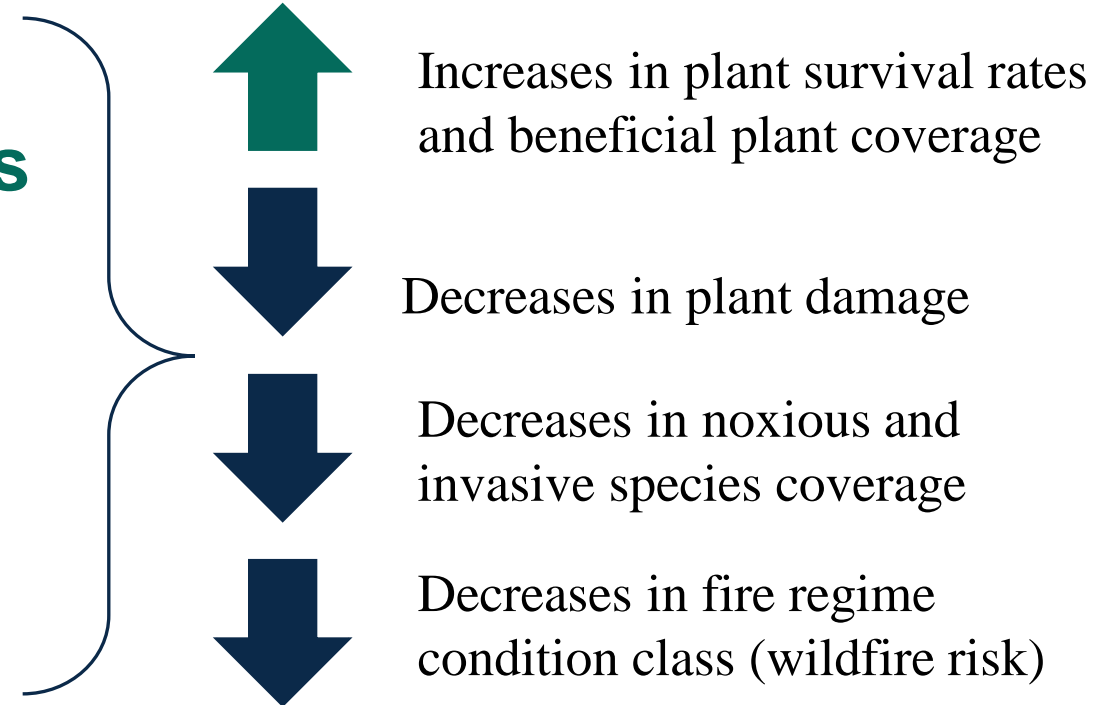 Increases in plant survival rates
and beneficial plant coverage
Decreases in plant damage
Decreases in noxious and
invasive species coverage
Decreases in fire regime
condition class (wildfire risk)